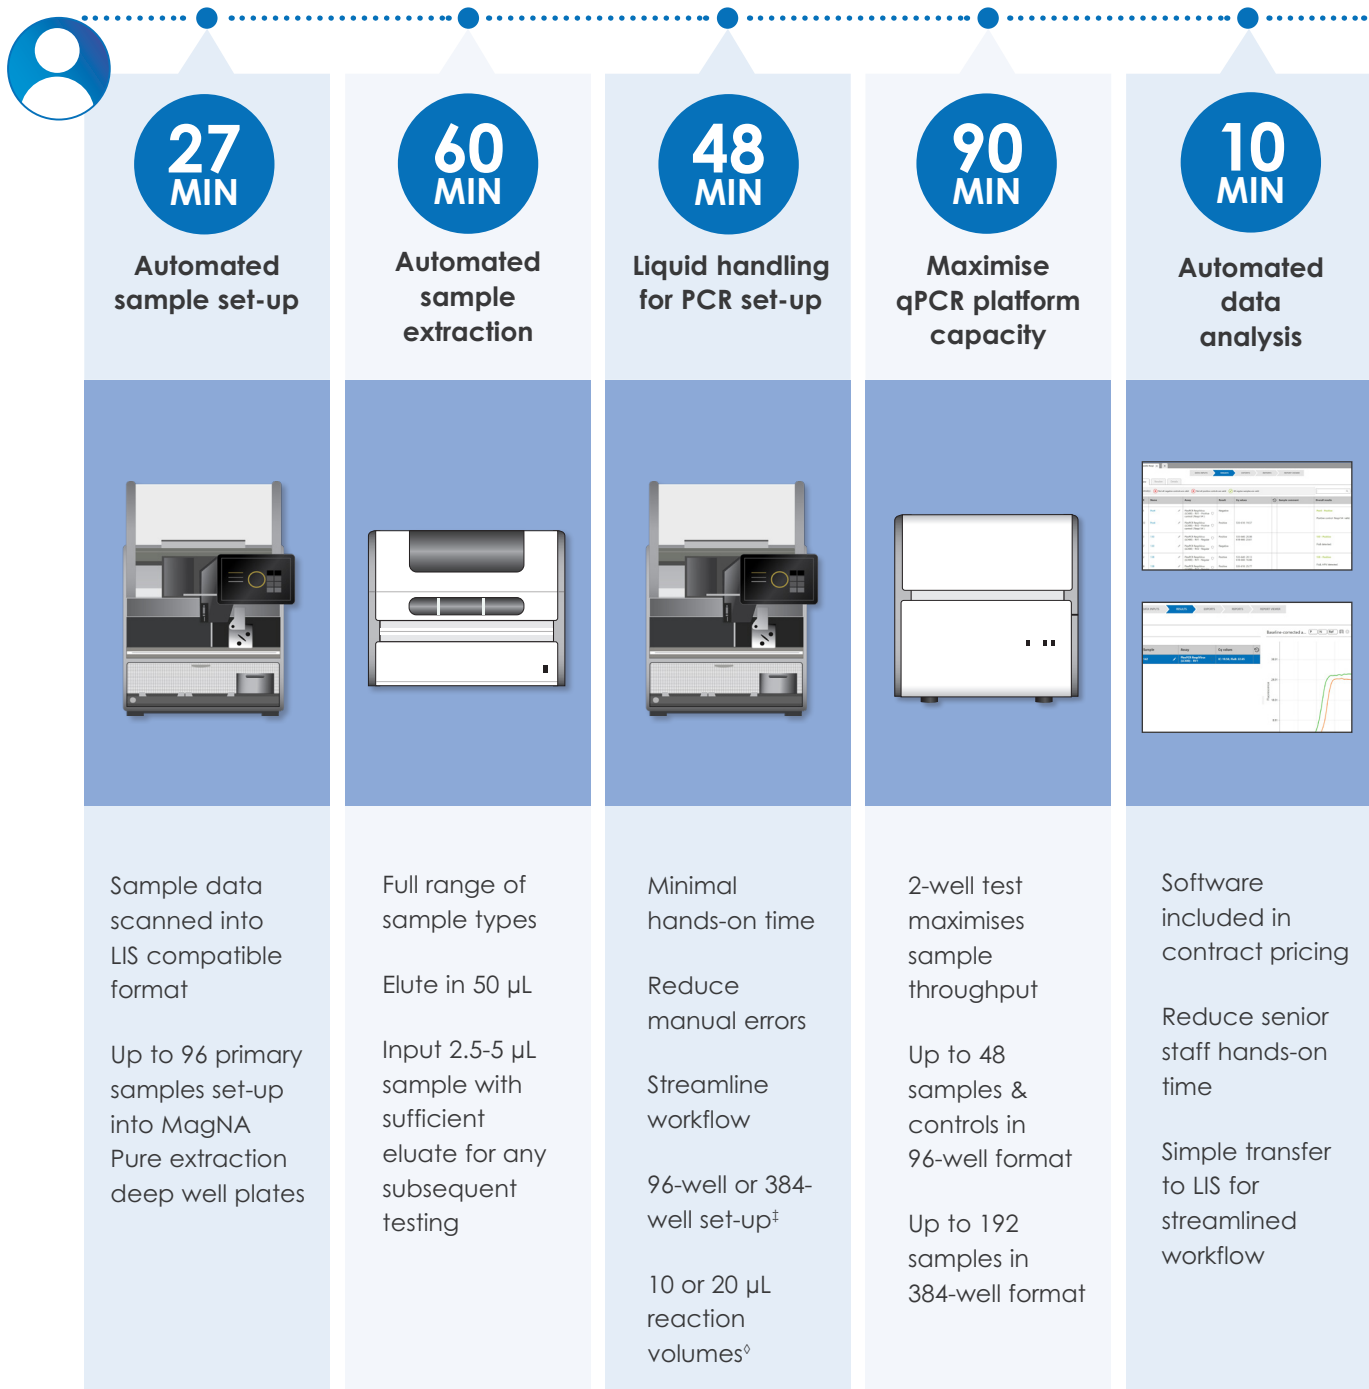 27
MIN
Automated
sample set-up
Sample data
scanned into
LIS compatible
format
Up to 96 primary
samples set-up
into MagNA
Pure extraction
deep well plates
60
MIN
Automated
sample
extraction
Full range of
sample types
Elute in 50 µL
Input 2.5-5 µL
sample with
sufficient
eluate for any
subsequent
testing
48
MIN
Liquid handling
for PCR set-up
Minimal
hands-on time
Reduce
manual errors
Streamline
workflow
96-well or 384-
well set-up‡
10 or 20 µL
reaction
volumes◊
90
MIN
Maximise
qPCR platform
capacity
2-well test
maximises
sample
throughput
Up to 48
samples &
controls in
96-well format
Up to 192
samples in
384-well format
10
MIN
Automated
data
analysis
Software
included in
contract pricing
Reduce senior
staff hands-on
time
Simple transfer
to LIS for
streamlined
workflow